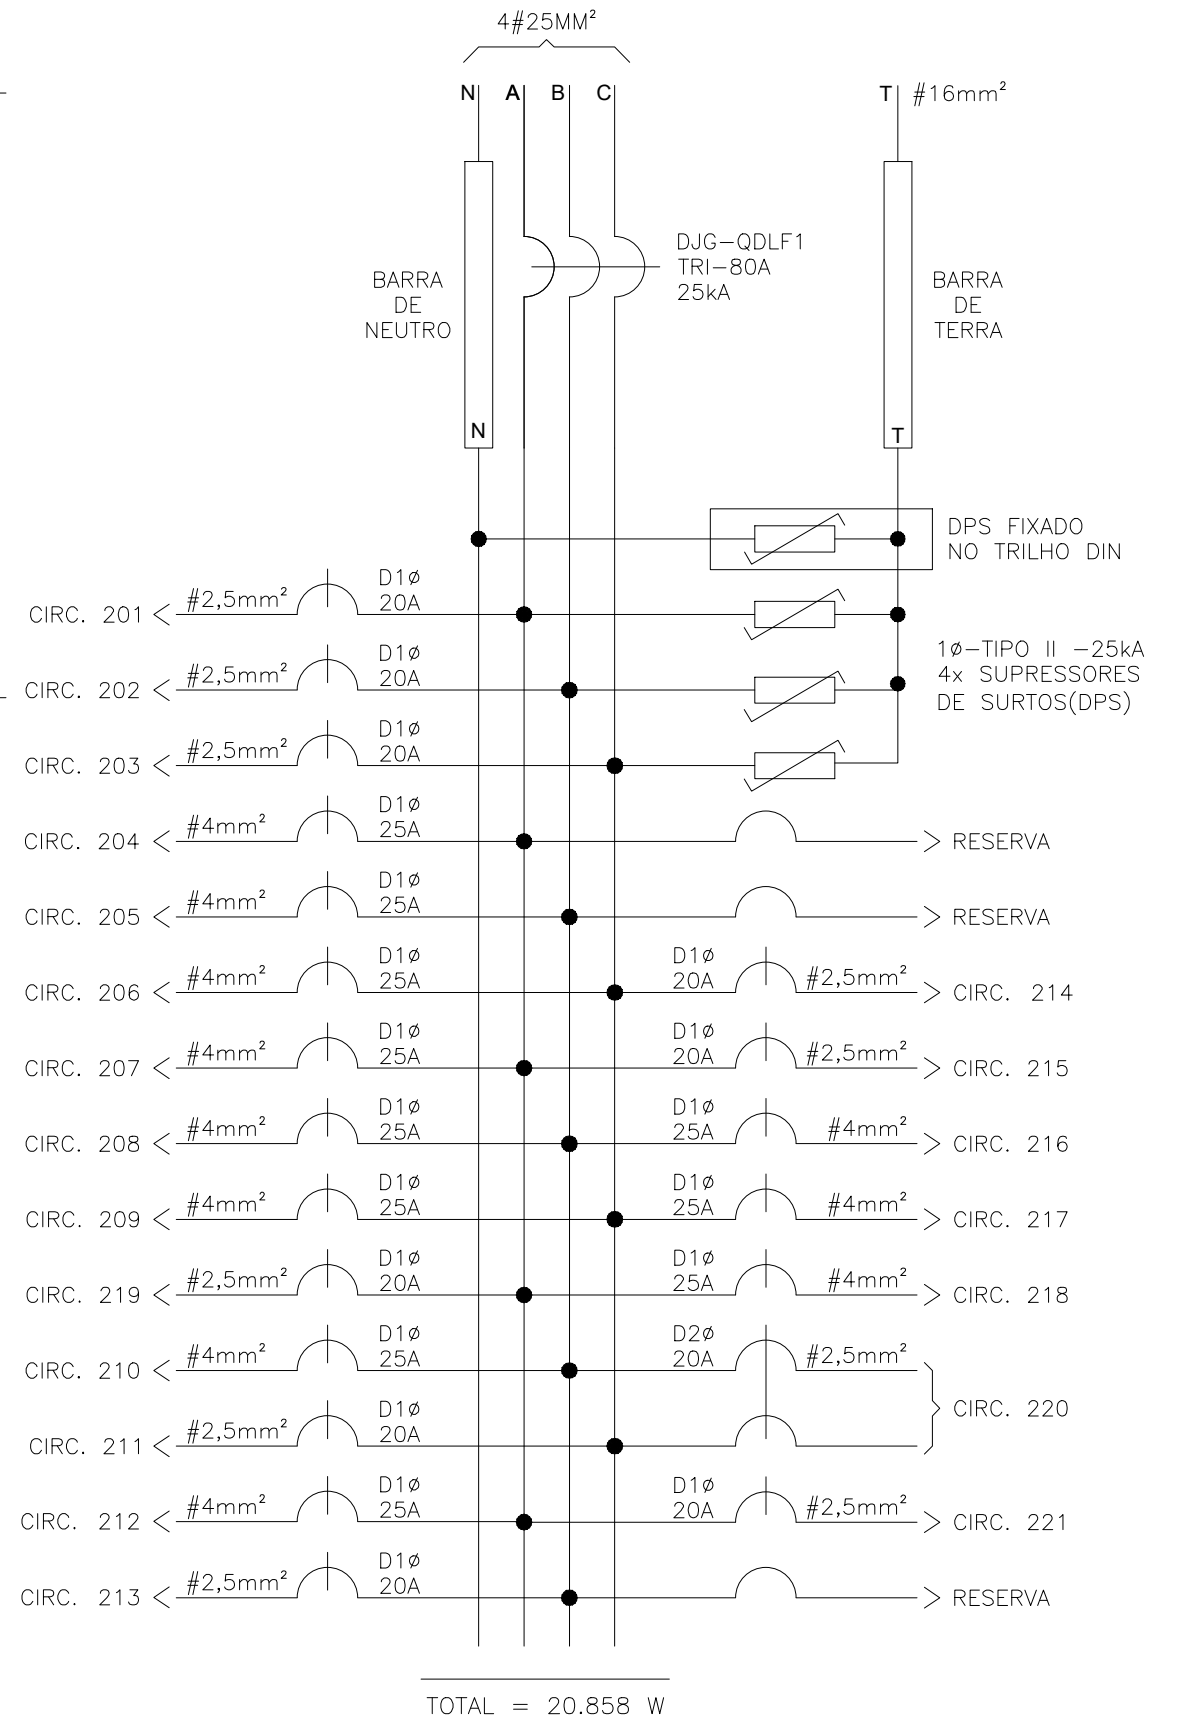 4#25MM²
N A B C
T #16mm²
DJG-QDLF1
TRI-80A
25kA
BARRA
DE
NEUTRO
BARRA
DE
TERRA
N
T
DPS FIXADO
NO TRILHO DIN
1ø-TIPO II -25kA
4x SUPRESSORES
DE SURTOS(DPS)
CIRC. 201 #2,5mm² D1ø
20A
CIRC. 202 #2,5mm² D1ø
20A
CIRC. 203 #2,5mm² D1ø
20A
CIRC. 204 #4mm² D1ø
25A
RESERVA
CIRC. 205 #4mm² D1ø
25A
RESERVA
CIRC. 206 #4mm² D1ø
25A
D1ø
20A
#2,5mm² CIRC. 214
CIRC. 207 #4mm² D1ø
25A
D1ø
20A
#2,5mm² CIRC. 215
CIRC. 208 #4mm² D1ø
25A
D1ø
25A
#4mm² CIRC. 216
CIRC. 209 #4mm² D1ø
25A
D1ø
25A
#4mm² CIRC. 217
CIRC. 219 #2,5mm² D1ø
20A
D1ø
25A
#4mm² CIRC. 218
CIRC. 210 #4mm² D1ø
25A
D2ø
20A
#2,5mm²
CIRC. 220
CIRC. 211 #2,5mm² D1ø
20A
CIRC. 212 #4mm² D1ø
25A
D1ø
20A
#2,5mm² CIRC. 221
CIRC. 213 #2,5mm² D1ø
20A
RESERVA
TOTAL = 20.858 W